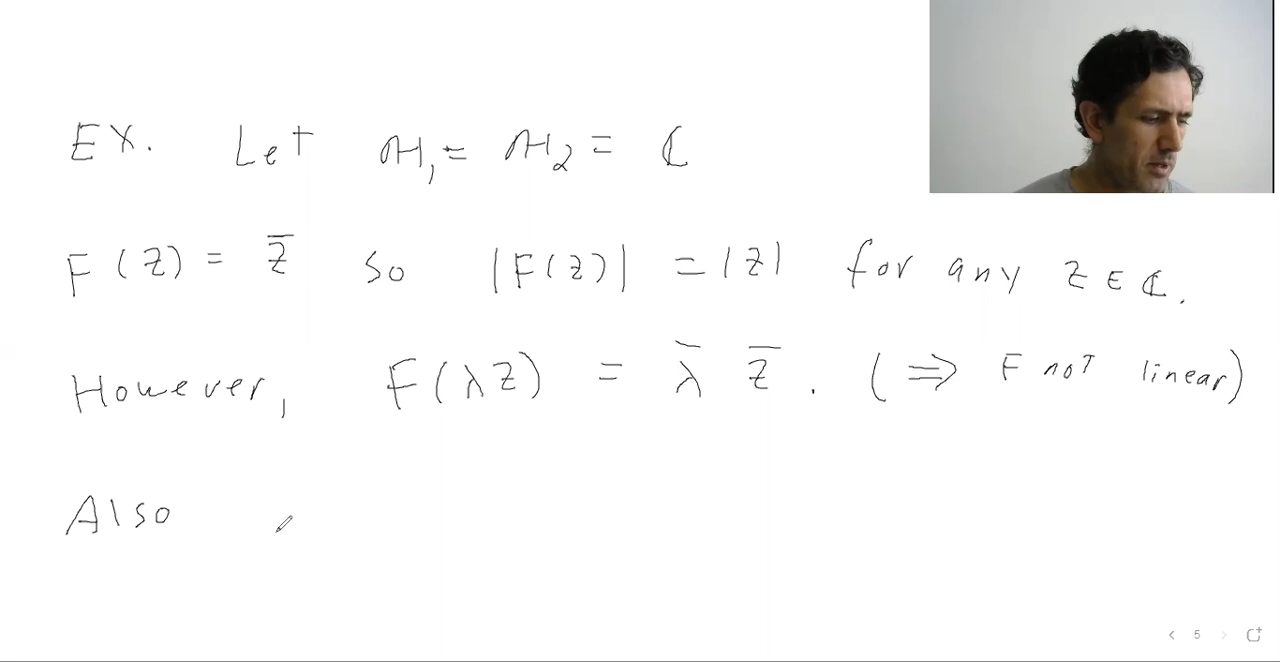 EX. Let ℋ₁ = ℋ₂ = ℂ
F(z) = z̄ so |F(z)| = |z| for any z ∈ ℂ.
However, F(λz) = λ̄ z̄ . (⇒ F not linear)
Also
< 5 >